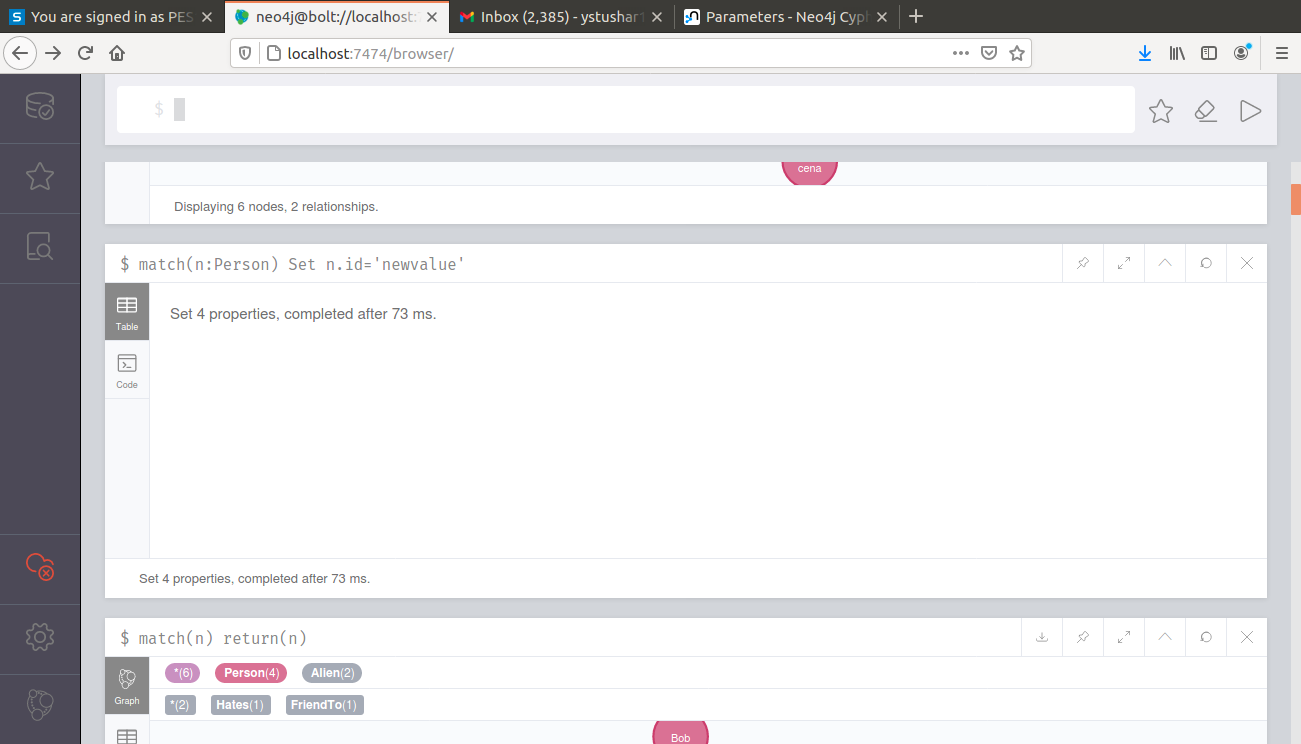 You are signed in as PES
neo4j@bolt://localhost:
Inbox (2,385) - ystushar
Parameters - Neo4j Cyph
localhost:7474/browser/
$
cena
Displaying 6 nodes, 2 relationships.
$ match(n:Person) Set n.id='newvalue'
Table
Set 4 properties, completed after 73 ms.
Code
Set 4 properties, completed after 73 ms.
$ match(n) return(n)
Graph
*(6) Person(4) Alien(2)
*(2) Hates(1) FriendTo(1)
Bob